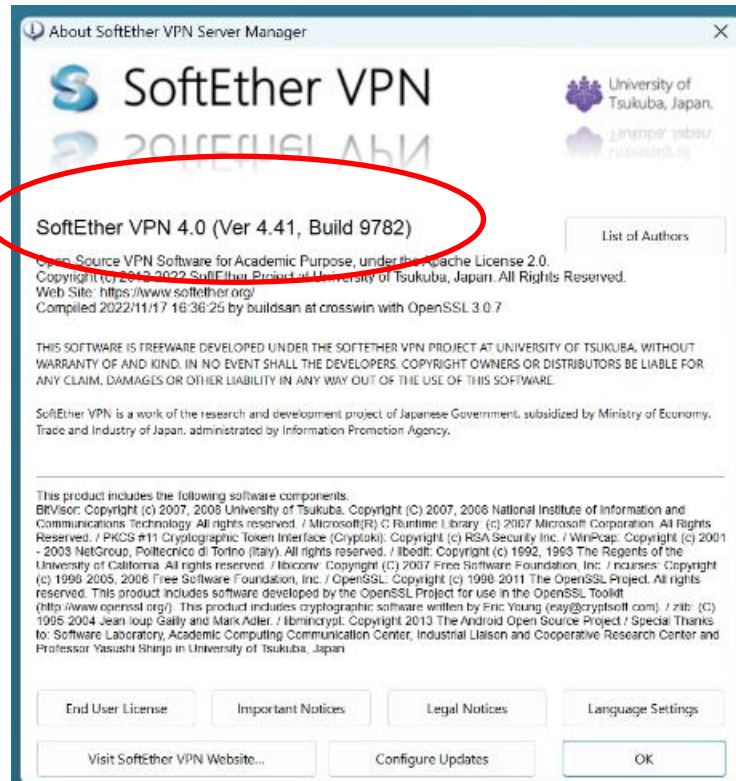 About SoftEther VPN Server Manager
SoftEther VPN
University of
Tsukuba, Japan.
SoftEther VPN 4.0 (Ver 4.41, Build 9782)
List of Authors
Open Source VPN Software for Academic Purpose, under the Apache License 2.0.
Copyright (c) 2012-2022 SoftEther Project at University of Tsukuba, Japan. All Rights Reserved.
Web Site: https://www.softether.org/
Compiled 2022/11/17 16:36:25 by buildsan at crosswin with OpenSSL 3.0.7
THIS SOFTWARE IS FREEWARE DEVELOPED UNDER THE SOFTETHER VPN PROJECT AT UNIVERSITY OF TSUKUBA, WITHOUT
WARRANTY OF AND KIND. IN NO EVENT SHALL THE DEVELOPERS, COPYRIGHT OWNERS OR DISTRIBUTORS BE LIABLE FOR
ANY CLAIM, DAMAGES OR OTHER LIABILITY IN ANY WAY OUT OF THE USE OF THIS SOFTWARE.
SoftEther VPN is a work of the research and development project of Japanese Government, subsidized by Ministry of Economy,
Trade and Industry of Japan, administrated by Information Promotion Agency.
This product includes the following software components.
BitVisor: Copyright (c) 2007, 2008 University of Tsukuba. Copyright (C) 2007, 2008 National Institute of Information and
Communications Technology. All rights reserved. / Microsoft(R) C Runtime Library: (c) 2007 Microsoft Corporation. All Rights
Reserved. / PKCS #11 Cryptographic Token Interface (Cryptoki): Copyright (c) RSA Security Inc. / WinPcap: Copyright (c) 2001
- 2003 NetGroup, Politecnico di Torino (Italy). All rights reserved. / libedit: Copyright (c) 1992, 1993 The Regents of the
University of California. All rights reserved. / libiconv: Copyright (C) 2007 Free Software Foundation, Inc. / ncurses: Copyright
(c) 1998-2005, 2006 Free Software Foundation, Inc. / OpenSSL: Copyright (c) 1998-2011 The OpenSSL Project. All rights
reserved. This product includes software developed by the OpenSSL Project for use in the OpenSSL Toolkit
(http://www.openssl.org/). This product includes cryptographic software written by Eric Young (eay@cryptsoft.com). / zlib: (C)
1995-2004 Jean-loup Gailly and Mark Adler. / libmincrypt: Copyright 2013 The Android Open Source Project / Special Thanks
to: Software Laboratory, Academic Computing Communication Center, Industrial Liaison and Cooperative Research Center and
Professor Yasushi Shinjo in University of Tsukuba, Japan
End User License
Important Notices
Legal Notices
Language Settings
Visit SoftEther VPN Website...
Configure Updates
OK